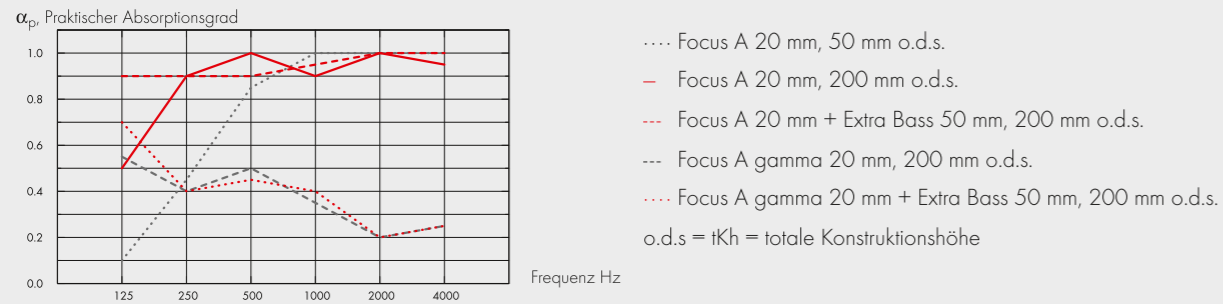 αp, Praktischer Absorptionsgrad
1.0
0.8
0.6
0.4
0.2
0.0
125 250 500 1000 2000 4000
Frequenz Hz
Focus A 20 mm, 50 mm o.d.s.
Focus A 20 mm, 200 mm o.d.s.
Focus A 20 mm + Extra Bass 50 mm, 200 mm o.d.s.
Focus A gamma 20 mm, 200 mm o.d.s.
Focus A gamma 20 mm + Extra Bass 50 mm, 200 mm o.d.s.
o.d.s = tKh = totale Konstruktionshöhe